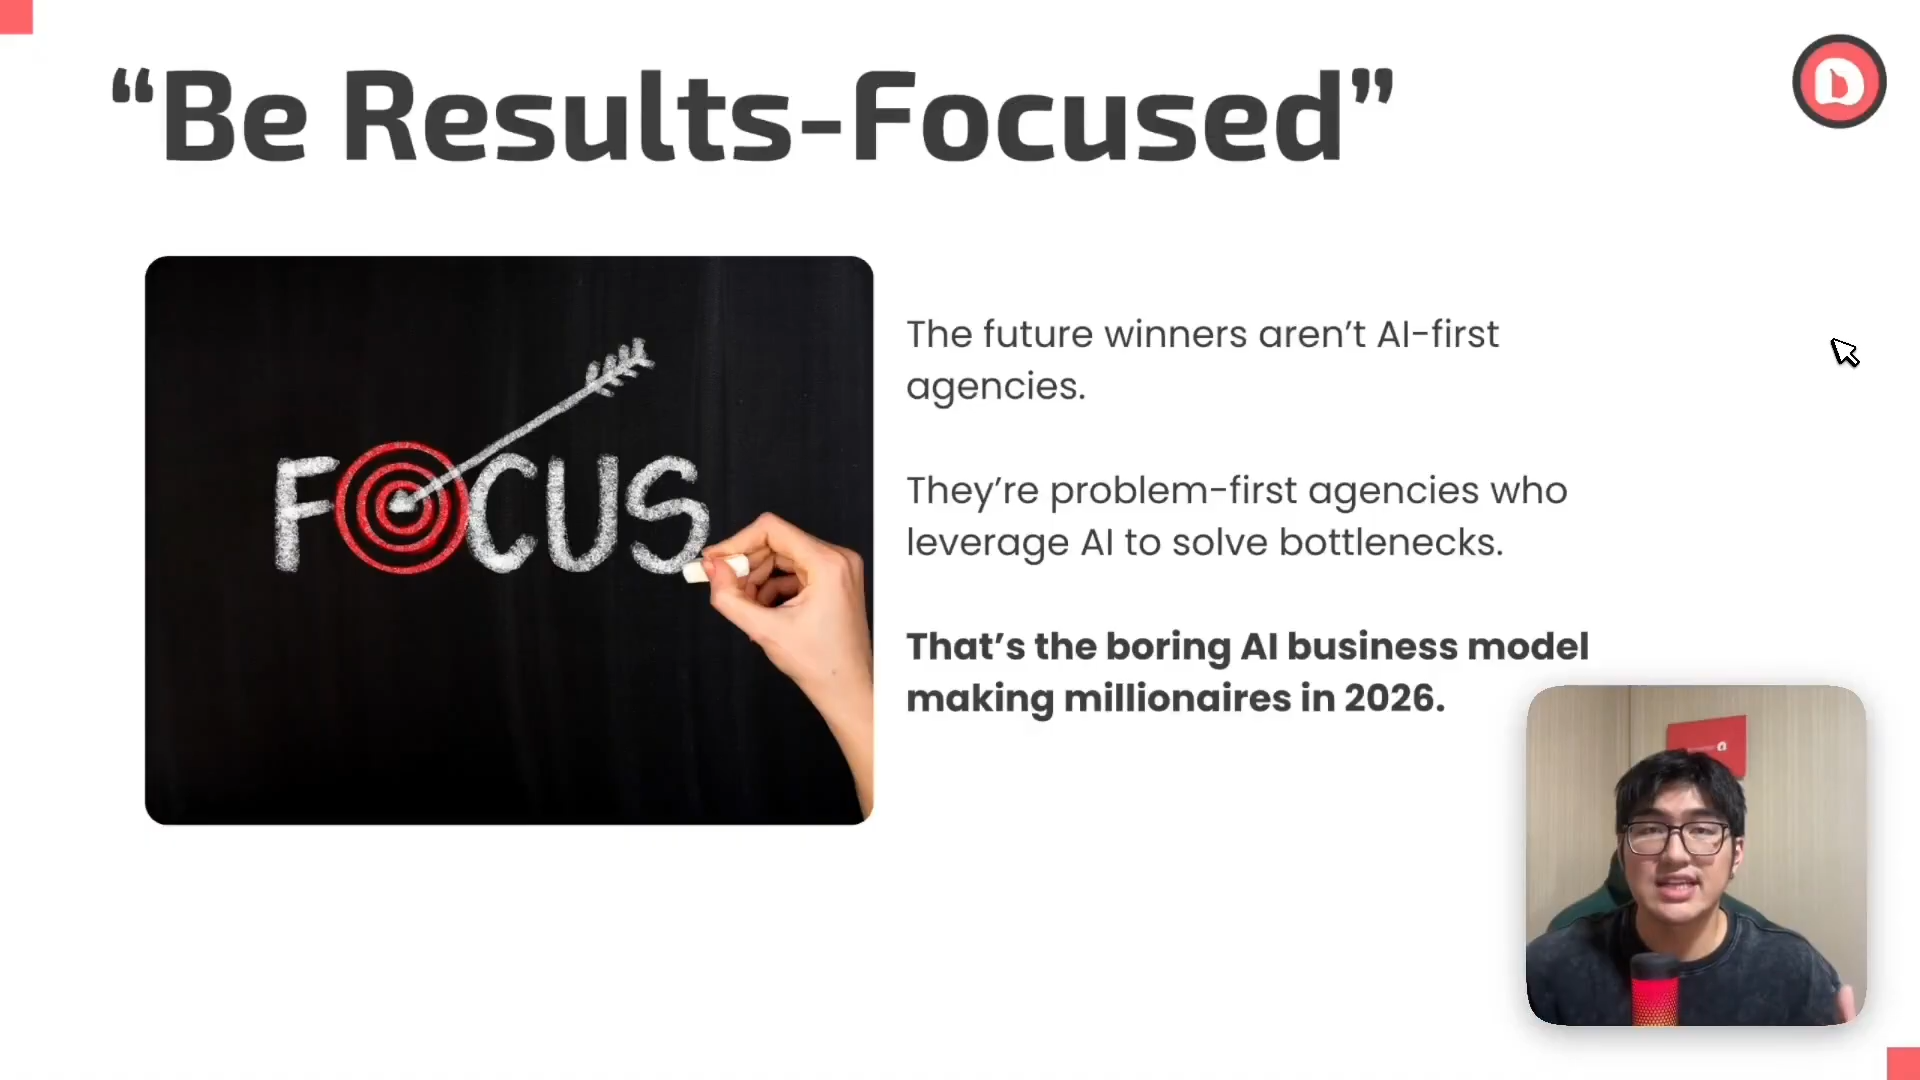 “Be Results-Focused”
FOCUS
The future winners aren’t AI-first
agencies.
They’re problem-first agencies who
leverage AI to solve bottlenecks.
That’s the boring AI business model
making millionaires in 2026.